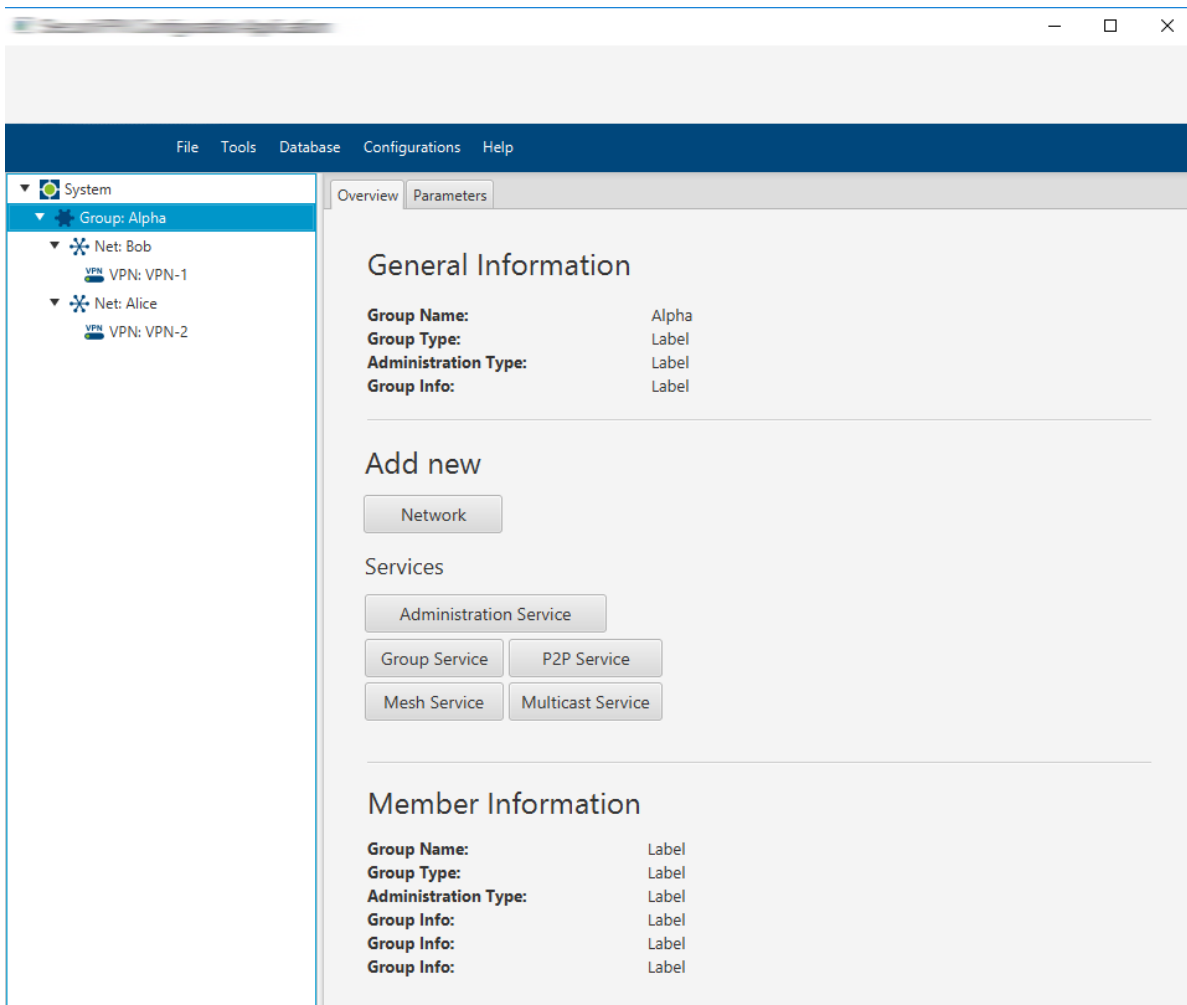 File Tools Database Configurations Help
System
Group: Alpha
Net: Bob
VPN VPN: VPN-1
Net: Alice
VPN VPN: VPN-2
Overview Parameters
General Information
Group Name: Alpha
Group Type: Label
Administration Type: Label
Group Info: Label
Add new
Network
Services
Administration Service
Group Service P2P Service
Mesh Service Multicast Service
Member Information
Group Name: Label
Group Type: Label
Administration Type: Label
Group Info: Label
Group Info: Label
Group Info: Label